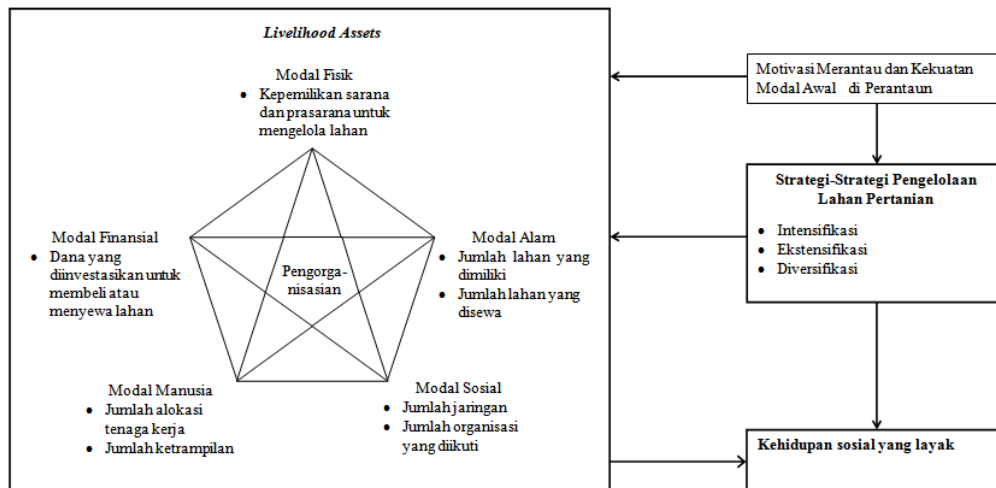 Livelihood Assets
Modal Fisik
• Kepemilikan sarana
dan prasarana untuk
mengelola lahan
Modal Finansial
• Dana yang
diinvestasikan untuk
membeli atau
menyewa lahan
Pengorga-
nisasian
Modal Alam
• Jumlah lahan yang
dimiliki
• Jumlah lahan yang
disewa
Modal Manusia
• Jumlah alokasi
tenaga kerja
• Jumlah ketrampilan
Modal Sosial
• Jumlah jaringan
• Jumlah organisasi
yang diikuti
Motivasi Merantau dan Kekuatan
Modal Awal di Perantaun
Strategi-Strategi Pengelolaan
Lahan Pertanian
• Intensifikasi
• Ekstensifikasi
• Diversifikasi
Kehidupan sosial yang layak